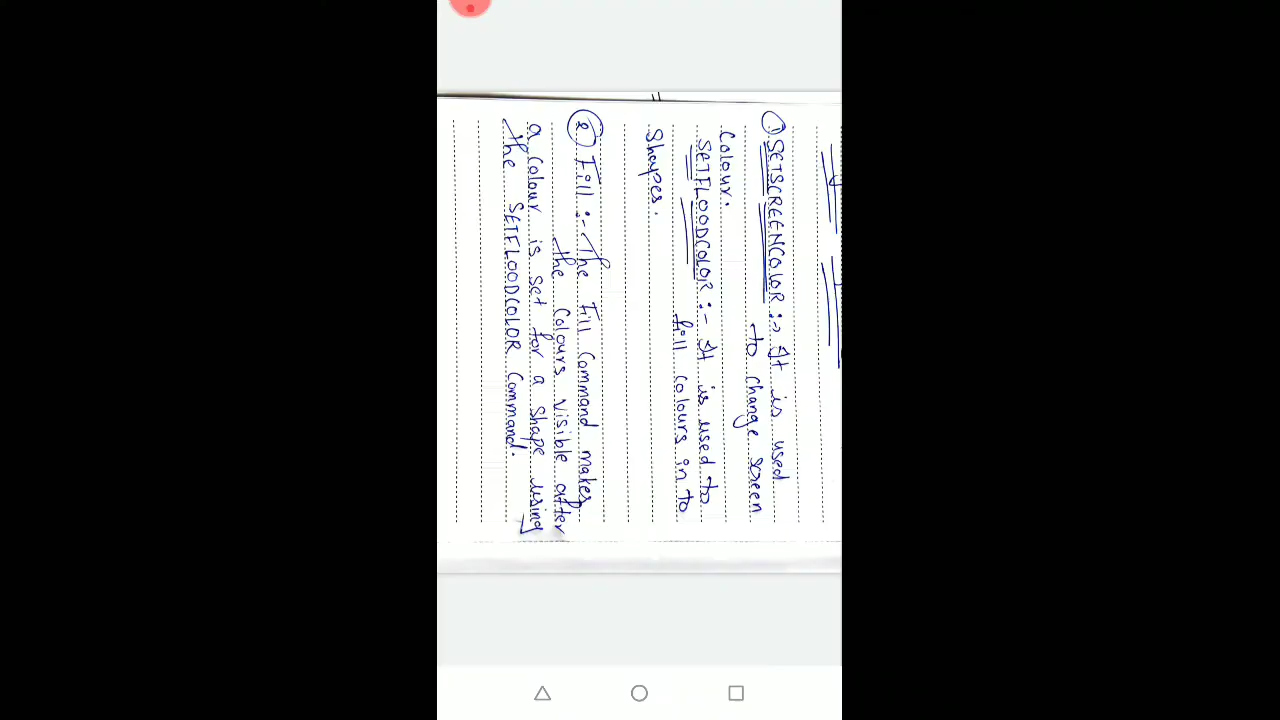 ① SETSCREENCOLOR :- It is used
to change screen
Colour.
SETFLOODCOLOR :- It is used to
fill colours in to
Shapes.
② Fill :- The Fill Command makes
the Colours visible after
a Colour is set for a shape using
the SETFLOODCOLOR Command.